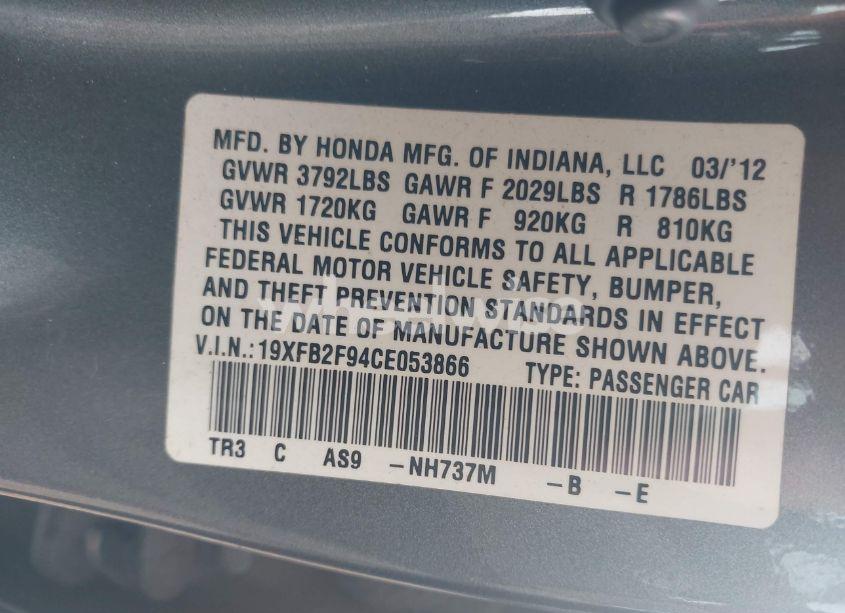 MFD. BY HONDA MFG. OF INDIANA, LLC 03/'12
GVWR 3792LBS GAWR F 2029LBS R 1786LBS
GVWR 1720KG GAWR F 920KG R 810KG
THIS VEHICLE CONFORMS TO ALL APPLICABLE
FEDERAL MOTOR VEHICLE SAFETY, BUMPER,
AND THEFT PREVENTION STANDARDS IN EFFECT
ON THE DATE OF MANUFACTURE SHOWN ABOVE.
V.I.N.:19XFB2F94CE053866 TYPE: PASSENGER CAR
TR3 C AS9 -NH737M -B -E